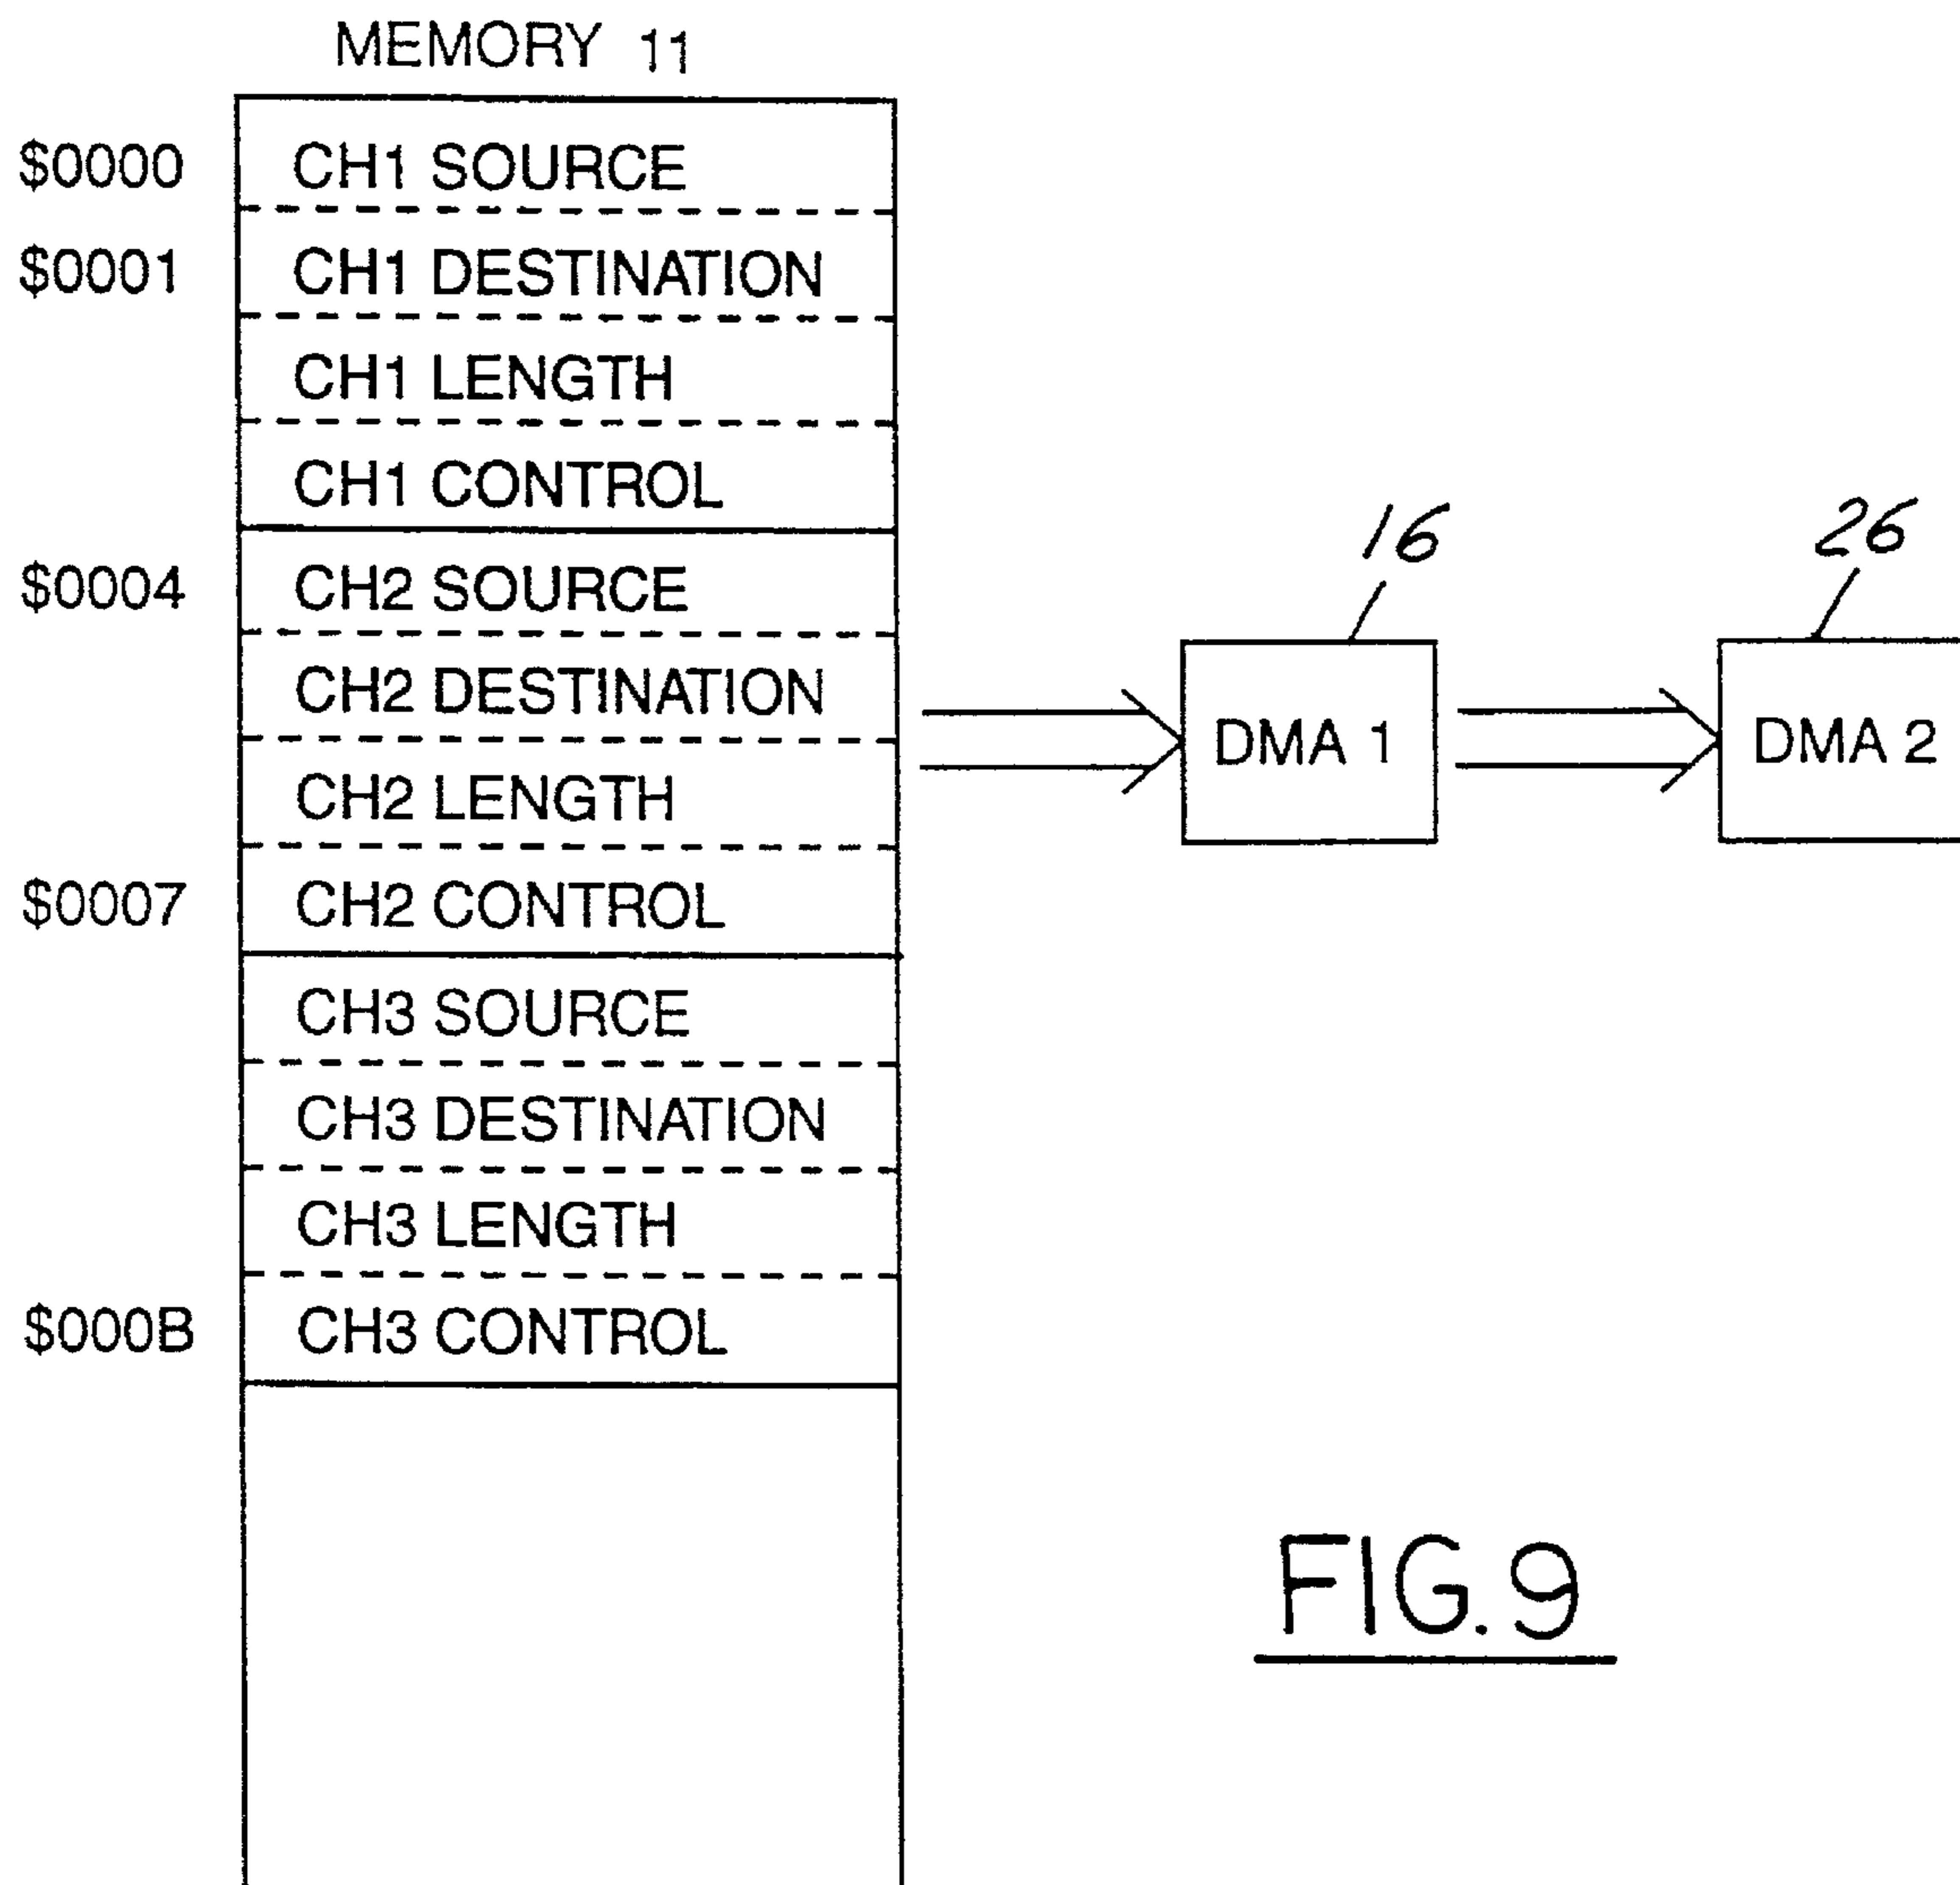 MEMORY 11
$0000 CH1 SOURCE
$0001 CH1 DESTINATION
CH1 LENGTH
CH1 CONTROL
$0004 CH2 SOURCE
CH2 DESTINATION
CH2 LENGTH
$0007 CH2 CONTROL
CH3 SOURCE
CH3 DESTINATION
CH3 LENGTH
$000B CH3 CONTROL
16
DMA 1
26
DMA 2
FIG. 9